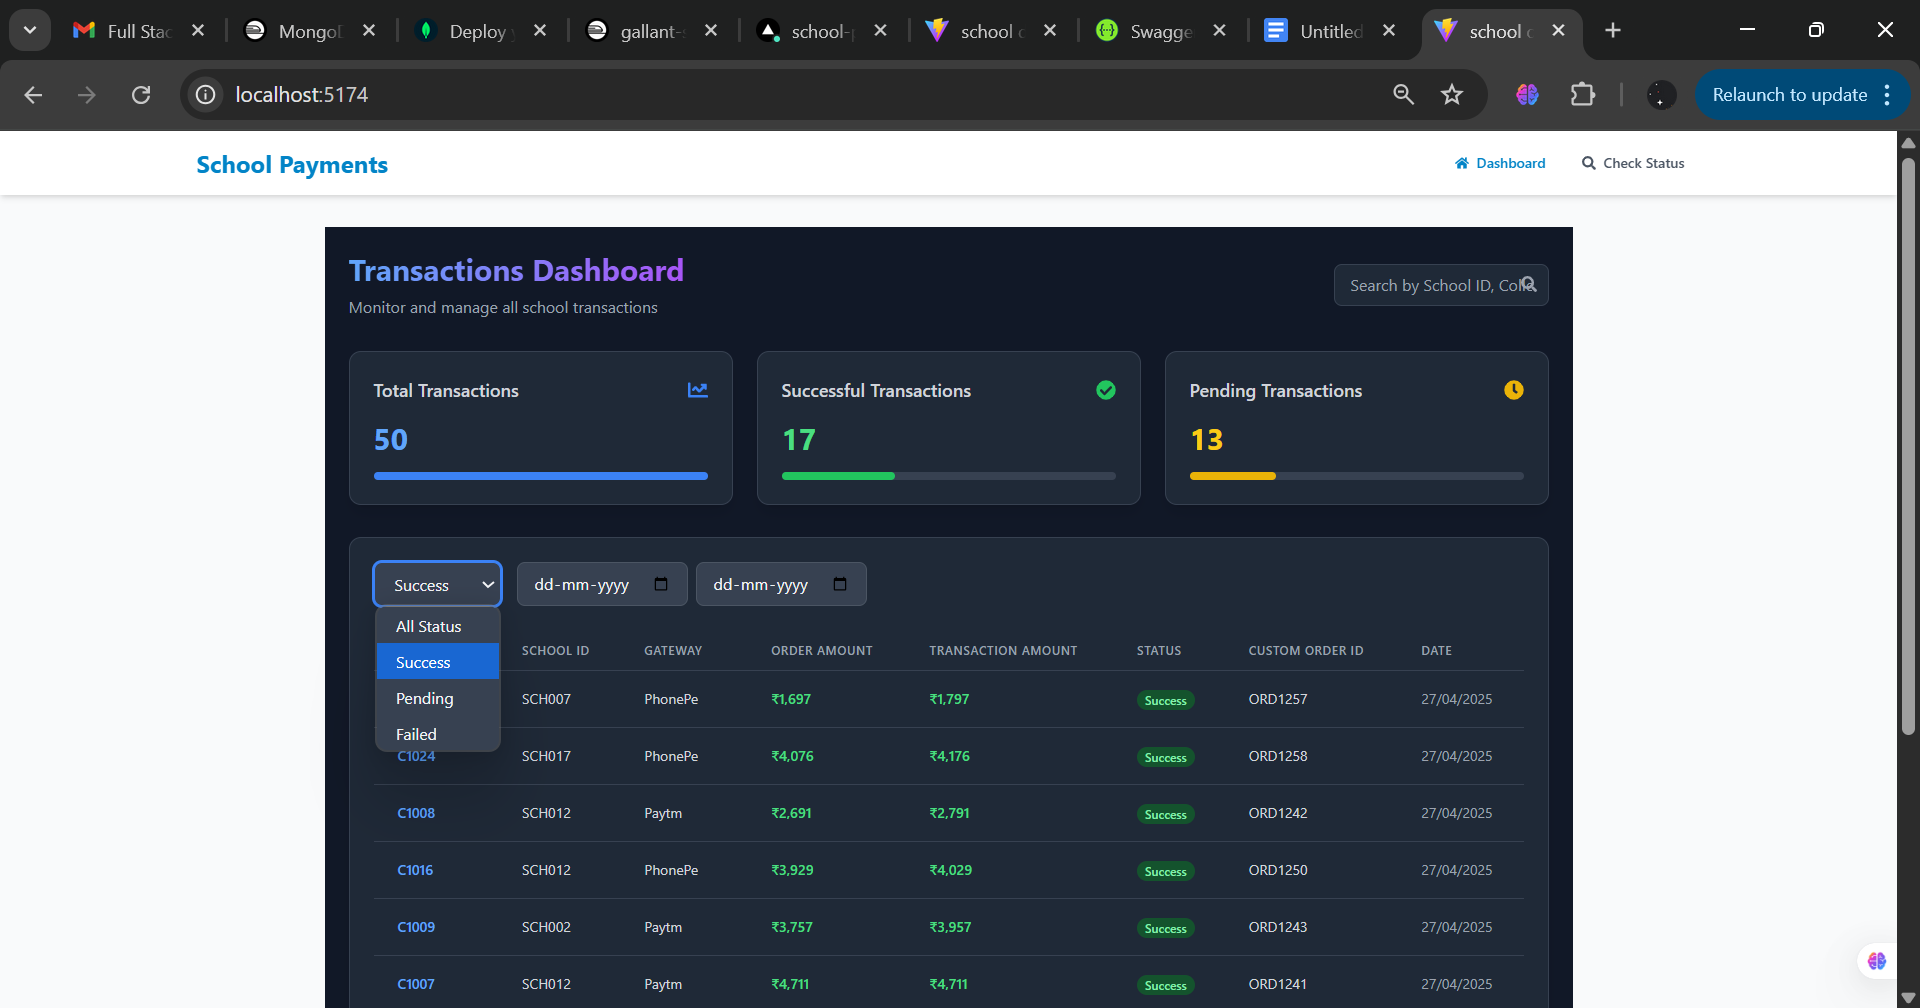 Full Stac
Mongo
Deploy
gallant-s
school-p
school c
Swagge
Untitled
school c
localhost:5174
Relaunch to update
School Payments
Dashboard
Check Status
Transactions Dashboard
Monitor and manage all school transactions
Search by School ID, Colle
Total Transactions
50
Successful Transactions
17
Pending Transactions
13
Success
dd-mm-yyyy
dd-mm-yyyy
All Status
Success
Pending
Failed
SCHOOL ID GATEWAY ORDER AMOUNT TRANSACTION AMOUNT STATUS CUSTOM ORDER ID DATE
SCH007 PhonePe ₹1,697 ₹1,797 Success ORD1257 27/04/2025
C1024 SCH017 PhonePe ₹4,076 ₹4,176 Success ORD1258 27/04/2025
C1008 SCH012 Paytm ₹2,691 ₹2,791 Success ORD1242 27/04/2025
C1016 SCH012 PhonePe ₹3,929 ₹4,029 Success ORD1250 27/04/2025
C1009 SCH002 Paytm ₹3,757 ₹3,957 Success ORD1243 27/04/2025
C1007 SCH012 Paytm ₹4,711 ₹4,711 Success ORD1241 27/04/2025